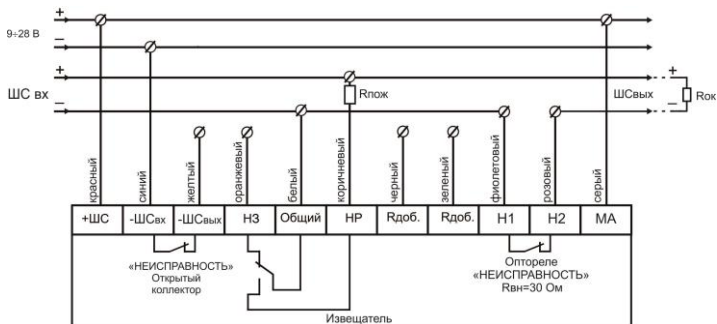 +
9÷28 В
−
+
ШС вх
−
Rпож
ШСвых
+
−
Rок
красный
синий
желтый
оранжевый
белый
коричневый
черный
зеленый
фиолетовый
розовый
серый
+ШС
-ШСвх
-ШСвых
НЗ
Общий
НР
Rдоб.
Rдоб.
Н1
Н2
МА
«НЕИСПРАВНОСТЬ»
Открытый
коллектор
Оптореле
«НЕИСПРАВНОСТЬ»
Rвн=30 Ом
Извещатель